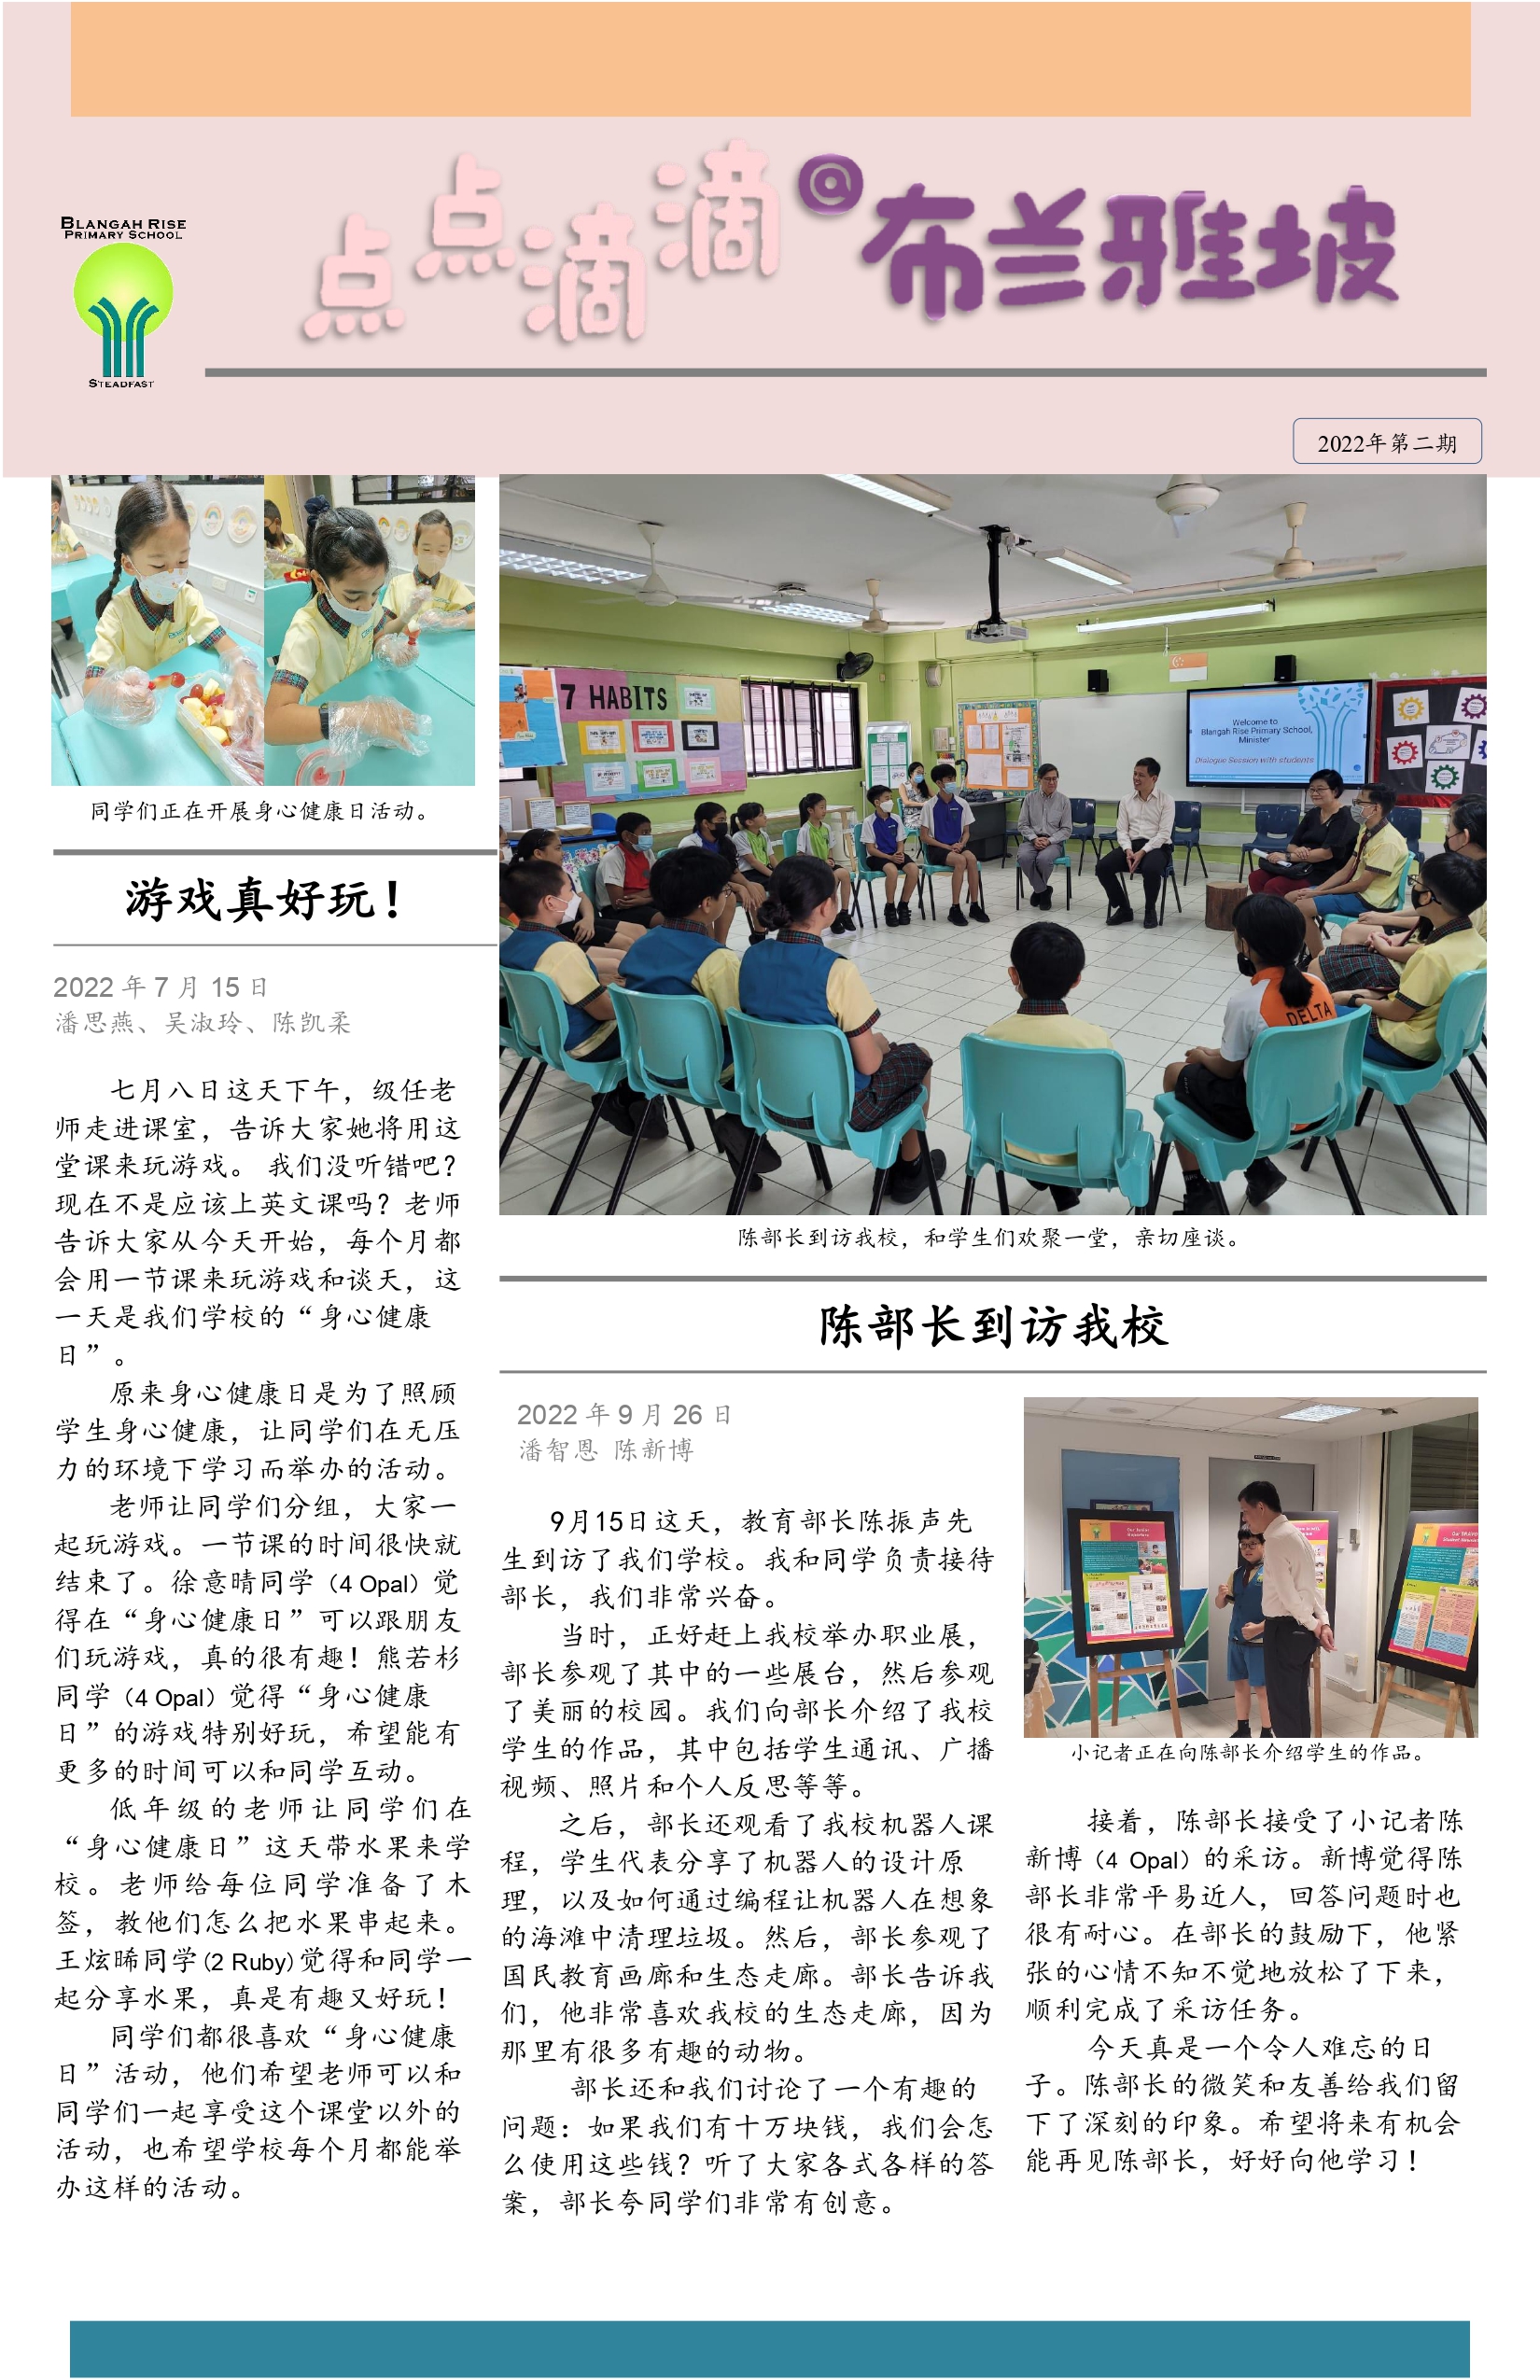 点点滴滴@布兰雅坡
BLANGAH RISE
PRIMARY SCHOOL
STEADFAST
2022年第二期
同学们正在开展身心健康日活动。
游戏真好玩！
2022 年 7 月 15 日
潘思燕、吴淑玲、陈凯柔
七月八日这天下午，级任老
师走进课室，告诉大家她将用这
堂课来玩游戏。 我们没听错吧？
现在不是应该上英文课吗？老师
告诉大家从今天开始，每个月都
会用一节课来玩游戏和谈天，这
一天是我们学校的“身心健康
日”。
原来身心健康日是为了照顾
学生身心健康，让同学们在无压
力的环境下学习而举办的活动。
老师让同学们分组，大家一
起玩游戏。一节课的时间很快就
结束了。徐意晴同学（4 Opal）觉
得在“身心健康日”可以跟朋友
们玩游戏，真的很有趣！熊若杉
同学（4 Opal）觉得“身心健康
日”的游戏特别好玩，希望能有
更多的时间可以和同学互动。
低年级的老师让同学们在
“身心健康日”这天带水果来学
校。老师给每位同学准备了木
签，教他们怎么把水果串起来。
王炫晞同学(2 Ruby)觉得和同学一
起分享水果，真是有趣又好玩！
同学们都很喜欢“身心健康
日”活动，他们希望老师可以和
同学们一起享受这个课堂以外的
活动，也希望学校每个月都能举
办这样的活动。
7 HABITS
Welcome to
Blangah Rise Primary School,
Minister
Dialogue Session with students
DELTA
陈部长到访我校，和学生们欢聚一堂，亲切座谈。
陈部长到访我校
2022 年 9 月 26 日
潘智恩 陈新博
9月15日这天，教育部长陈振声先
生到访了我们学校。我和同学负责接待
部长，我们非常兴奋。
当时，正好赶上我校举办职业展，
部长参观了其中的一些展台，然后参观
了美丽的校园。我们向部长介绍了我校
学生的作品，其中包括学生通讯、广播
视频、照片和个人反思等等。
之后，部长还观看了我校机器人课
程，学生代表分享了机器人的设计原
理，以及如何通过编程让机器人在想象
的海滩中清理垃圾。然后，部长参观了
国民教育画廊和生态走廊。部长告诉我
们，他非常喜欢我校的生态走廊，因为
那里有很多有趣的动物。
部长还和我们讨论了一个有趣的
问题：如果我们有十万块钱，我们会怎
么使用这些钱？听了大家各式各样的答
案，部长夸同学们非常有创意。
小记者正在向陈部长介绍学生的作品。
接着，陈部长接受了小记者陈
新博（4 Opal）的采访。新博觉得陈
部长非常平易近人，回答问题时也
很有耐心。在部长的鼓励下，他紧
张的心情不知不觉地放松了下来，
顺利完成了采访任务。
今天真是一个令人难忘的日
子。陈部长的微笑和友善给我们留
下了深刻的印象。希望将来有机会
能再见陈部长，好好向他学习！